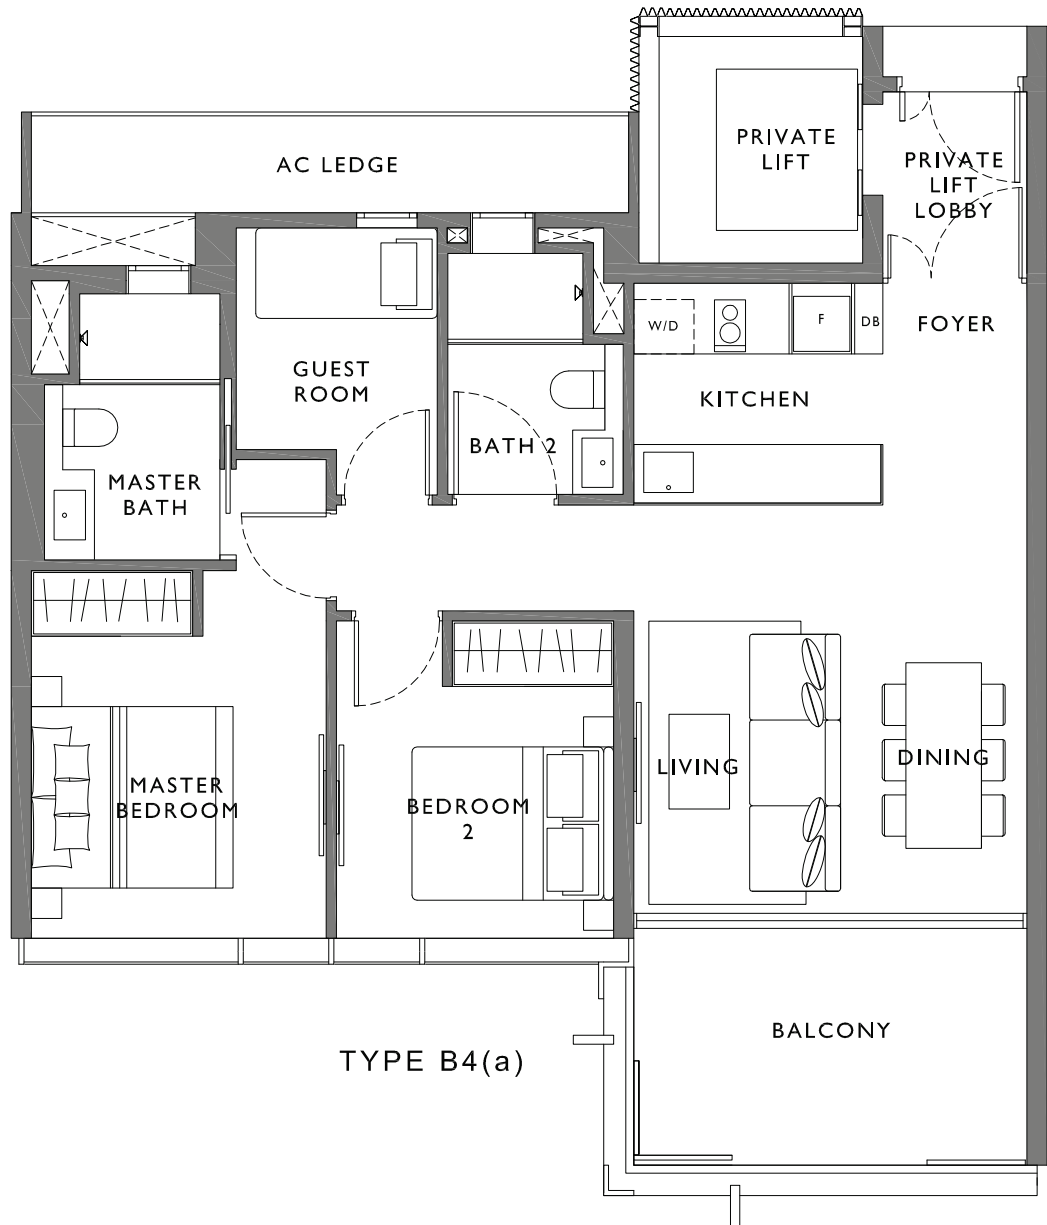 AC LEDGE
PRIVATE
LIFT
PRIVATE
LIFT
LOBBY
W/D
F
DB
FOYER
GUEST
ROOM
KITCHEN
BATH 2
MASTER
BATH
MASTER
BEDROOM
BEDROOM
2
LIVING
DINING
BALCONY
TYPE B4(a)